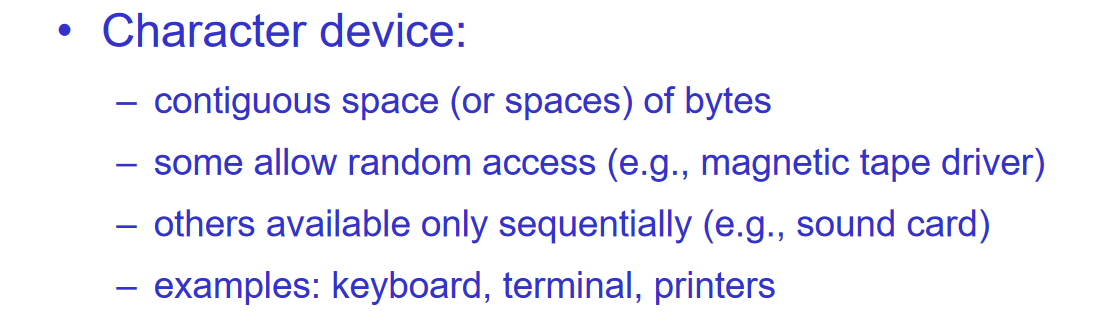 • Character device:
– contiguous space (or spaces) of bytes
– some allow random access (e.g., magnetic tape driver)
– others available only sequentially (e.g., sound card)
– examples: keyboard, terminal, printers